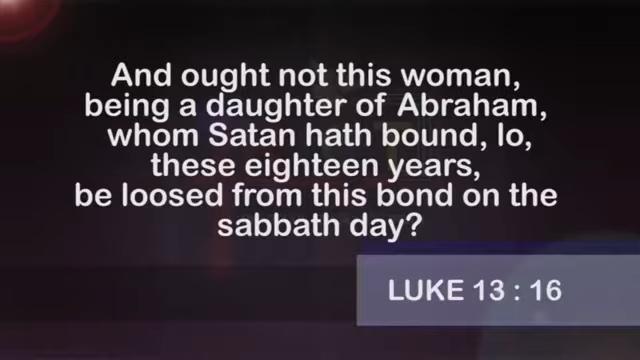 And ought not this woman,
being a daughter of Abraham,
whom Satan hath bound, lo,
these eighteen years,
be loosed from this bond on the
sabbath day?
LUKE 13 : 16